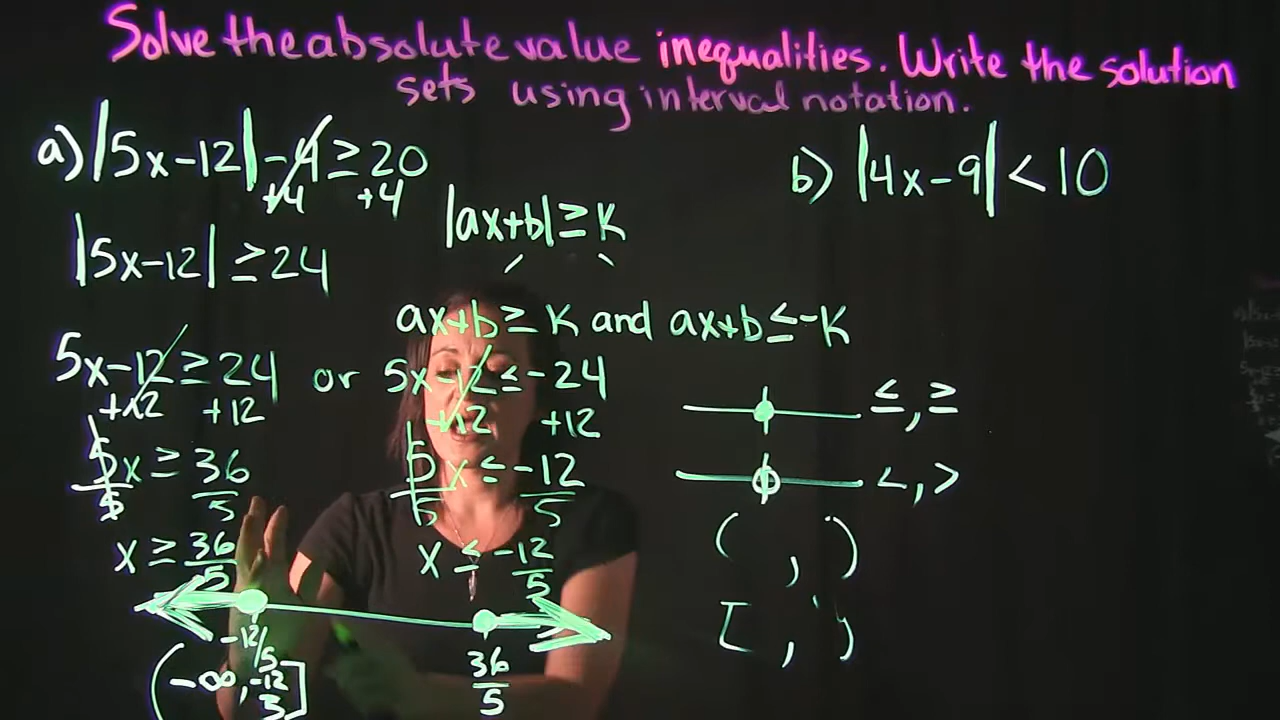 Solve the absolute value inequalities. Write the solution
sets using interval notation.
a) |5x-12| -4 ≥ 20
+4 +4
|5x-12| ≥ 24
5x-12 ≥ 24 or 5x-12 ≤ -24
+12 +12 +12 +12
5x ≥ 36 5x ≤ -12
5 5 5 5
x ≥ 36/5 x ≤ -12/5
-12/5 36/5
(-∞, -12/5]
|ax+b| ≥ K
ax+b ≥ K and ax+b ≤ -K
≤, ≥
<, >
( , )
[ , )
b) |4x-9| < 10